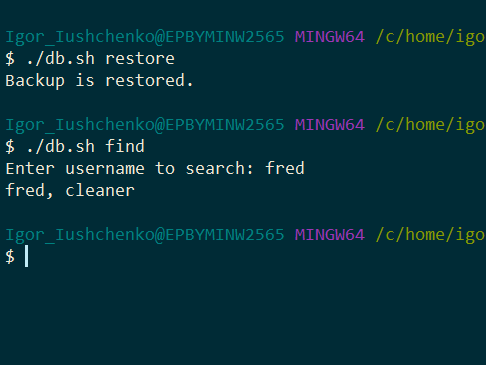 Igor_Iushchenko@EPBYMINW2565 MINGW64 /c/home/igo
$ ./db.sh restore
Backup is restored.
Igor_Iushchenko@EPBYMINW2565 MINGW64 /c/home/igo
$ ./db.sh find
Enter username to search: fred
fred, cleaner
Igor_Iushchenko@EPBYMINW2565 MINGW64 /c/home/igo
$